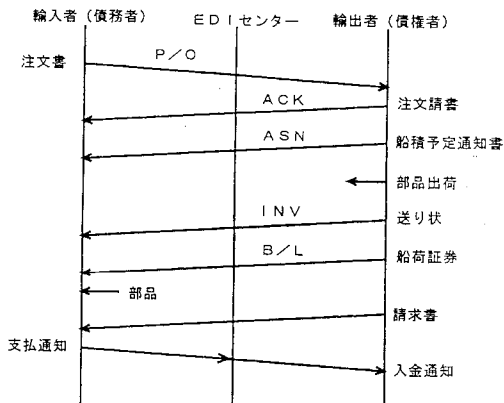 輸入者（債務者） ＥＤＩセンター 輸出者（債権者）
注文書 Ｐ／Ｏ
ＡＣＫ 注文請書
ＡＳＮ 船積予定通知書
部品出荷
ＩＮＶ 送り状
Ｂ／Ｌ 船荷証券
部品
請求書
支払通知
入金通知